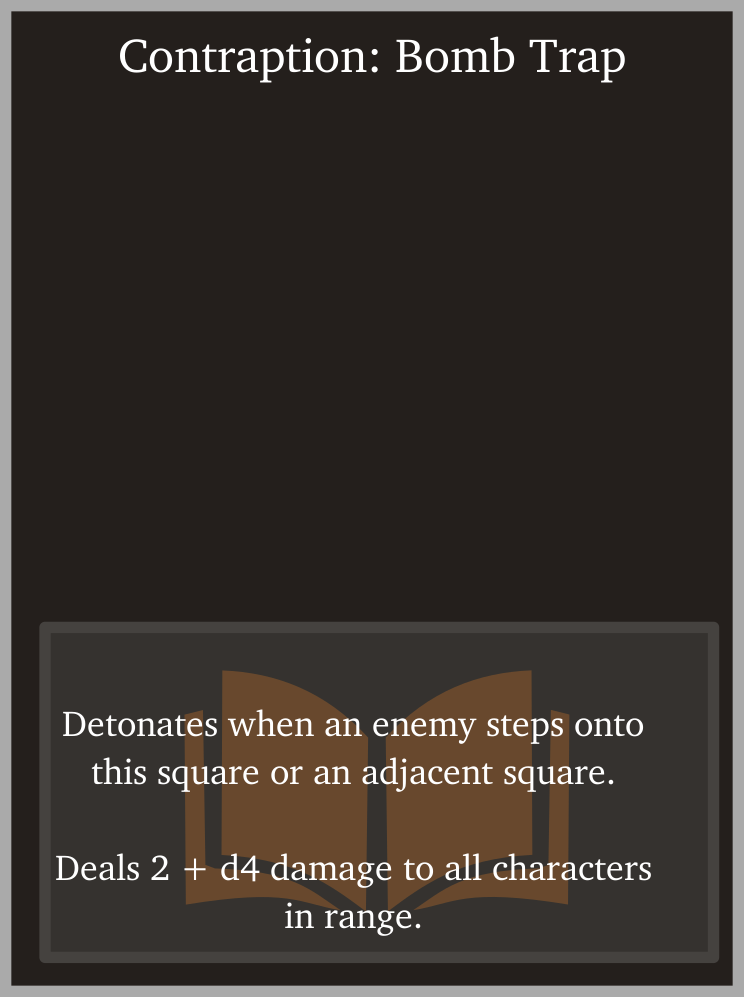 Contraption: Bomb Trap
Detonates when an enemy steps onto
this square or an adjacent square.
Deals 2 + d4 damage to all characters
in range.